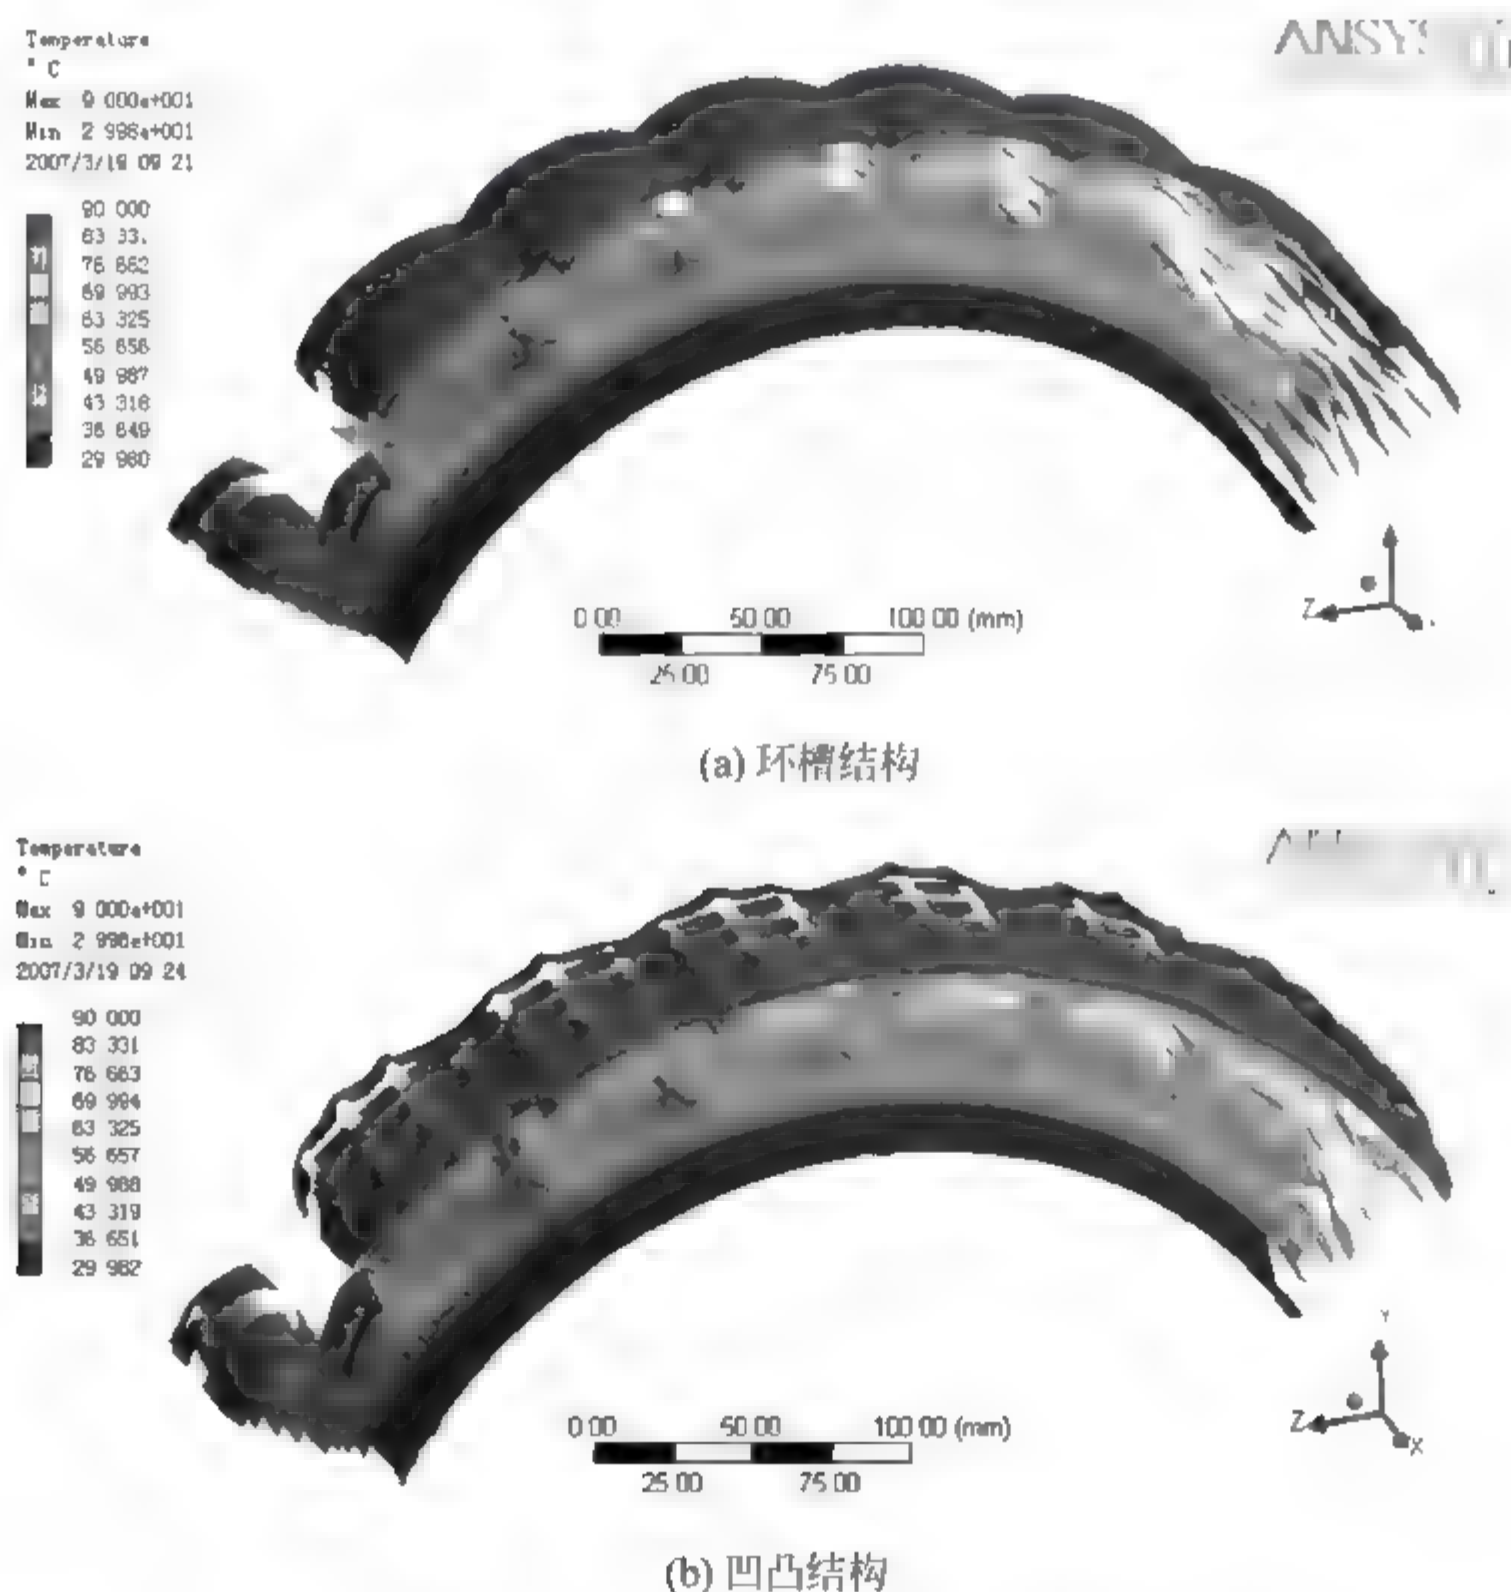 ANSYS
Temperature
° C
Max 9 000e+001
Min 2 998e+001
2007/3/19 09 21
90 000
83 33.
76 662
69 993
63 325
56 656
49 987
43 318
36 649
29 980
Z
0 00 50 00 100 00 (mm)
25 00 75 00
(a) 环槽结构
Temperature
° C
Max 9 000e+001
Min 2 998e+001
2007/3/19 09 24
90 000
83 331
76 663
69 994
63 325
56 657
49 988
43 319
36 651
29 982
Y
Z
X
0 00 50 00 100 00 (mm)
25 00 75 00
(b) 凹凸结构